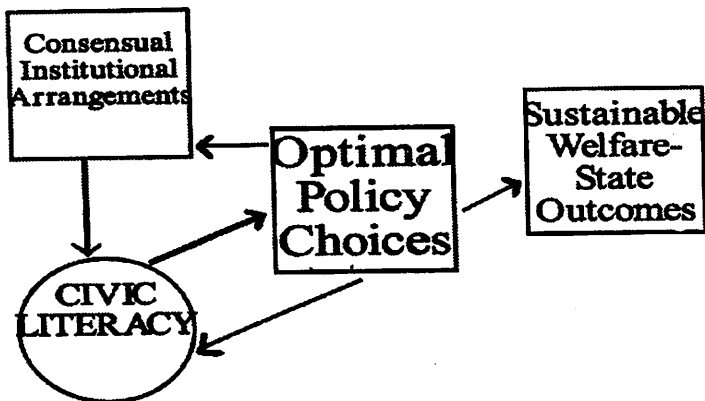 Consensual
Institutional
Arrangements
Optimal
Policy
Choices
Sustainable
Welfare-
State
Outcomes
CIVIC
LITERACY